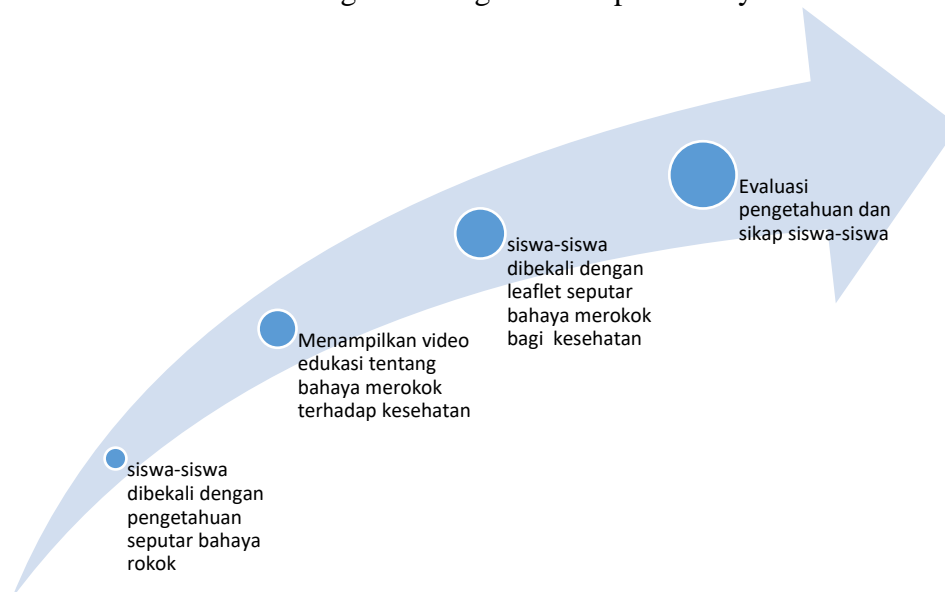 siswa-siswa
dibekali dengan
pengetahuan
seputar bahaya
rokok
Menampilkan video
edukasi tentang
bahaya merokok
terhadap kesehatan
siswa-siswa
dibekali dengan
leaflet seputar
bahaya merokok
bagi kesehatan
Evaluasi
pengetahuan dan
sikap siswa-siswa